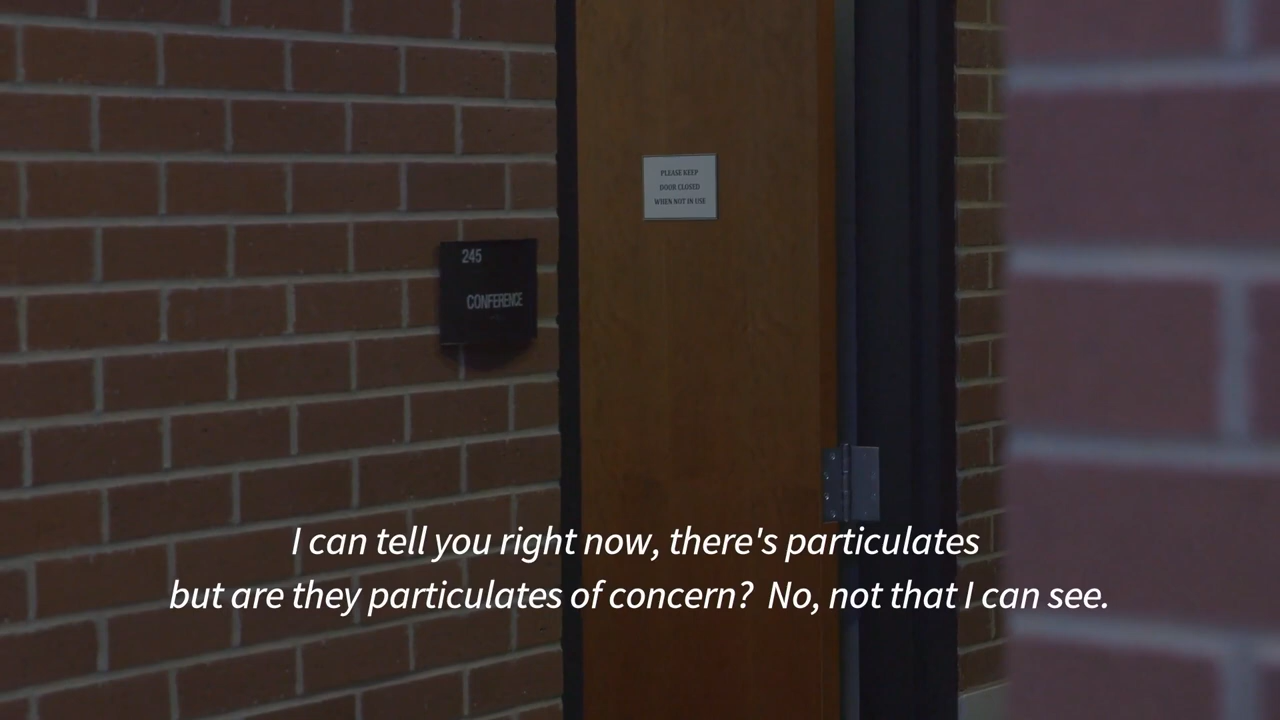 PLEASE KEEP
DOOR CLOSED
WHEN NOT IN USE
245
CONFERENCE
I can tell you right now, there's particulates
but are they particulates of concern?  No, not that I can see.